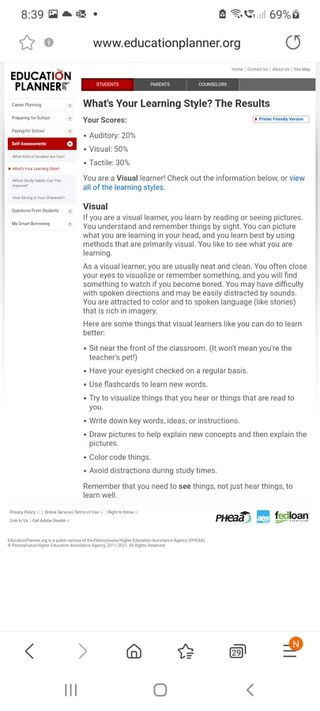 8:39
69%
www.educationplanner.org
Home | Contact Us | About Us | Site Map
EDUCATION
PLANNER
.ORG
STUDENTS
PARENTS
COUNSELORS
Career Planning
Preparing for School
Paying for School
Self-Assessments
What Kind of Student Are You?
What's Your Learning Style?
Which Study Habits Can You
Improve?
How Strong is Your Character?
Questions From Students
My Smart Borrowing
What's Your Learning Style? The Results
Your Scores:
Printer Friendly Version
• Auditory: 20%
• Visual: 50%
• Tactile: 30%
You are a Visual learner! Check out the information below, or view
all of the learning styles.
Visual
If you are a visual learner, you learn by reading or seeing pictures.
You understand and remember things by sight. You can picture
what you are learning in your head, and you learn best by using
methods that are primarily visual. You like to see what you are
learning.
As a visual learner, you are usually neat and clean. You often close
your eyes to visualize or remember something, and you will find
something to watch if you become bored. You may have difficulty
with spoken directions and may be easily distracted by sounds.
You are attracted to color and to spoken language (like stories)
that is rich in imagery.
Here are some things that visual learners like you can do to learn
better:
• Sit near the front of the classroom. (It won't mean you're the
teacher's pet!)
• Have your eyesight checked on a regular basis.
• Use flashcards to learn new words.
• Try to visualize things that you hear or things that are read to
you.
• Write down key words, ideas, or instructions.
• Draw pictures to help explain new concepts and then explain the
pictures.
• Color code things.
• Avoid distractions during study times.
Remember that you need to see things, not just hear things, to
learn well.
Privacy Policy | Online Services Terms of Use | Right to Know
Link to Us | Get Adobe Reader
PHEAA
aes
fedloan
EducationPlanner.org is a public service of the Pennsylvania Higher Education Assistance Agency (PHEAA)
© Pennsylvania Higher Education Assistance Agency, 2011-2021. All Rights Reserved.
29
N